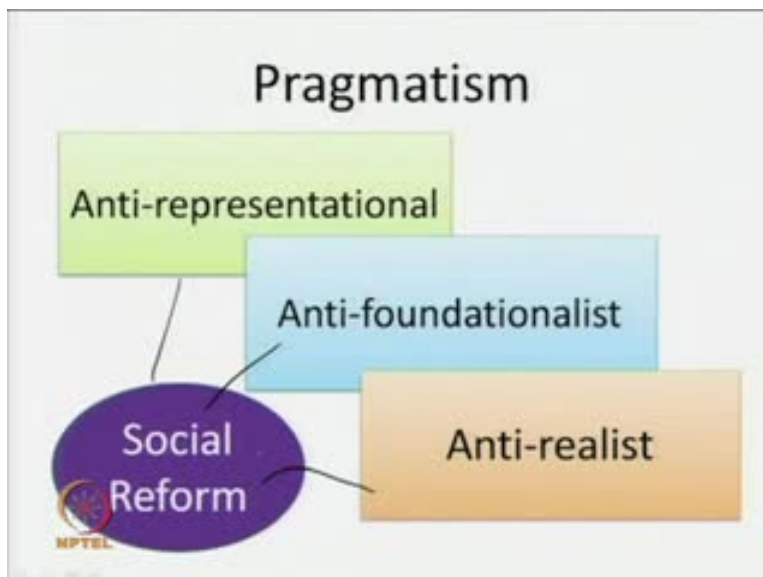 Pragmatism
Anti-representational
Anti-foundationalist
Anti-realist
Social
Reform
NPTEL